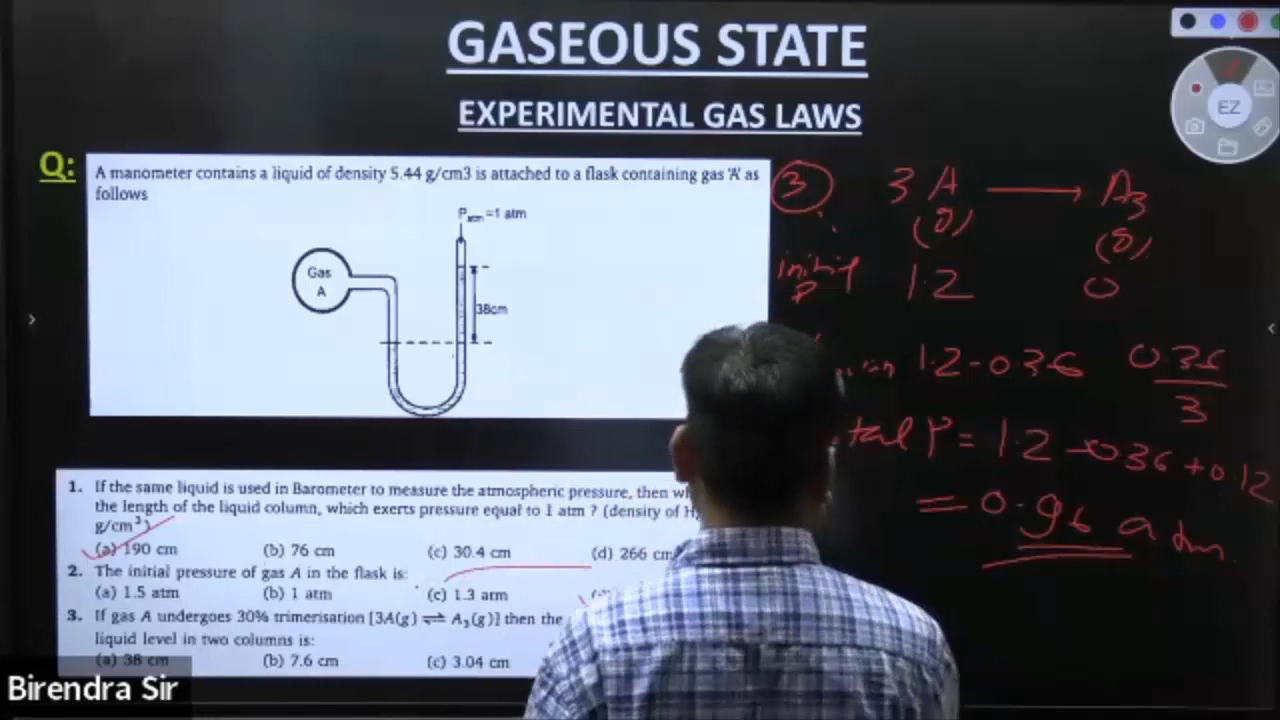 GASEOUS STATE
EXPERIMENTAL GAS LAWS
EZ
Q:
A manometer contains a liquid of density 5.44 g/cm3 is attached to a flask containing gas 'A' as
follows
Patm=1 atm
Gas
A
38cm
1. If the same liquid is used in Barometer to measure the atmospheric pressure, then
the length of the liquid column, which exerts pressure equal to 1 atm ? (density of
g/cm³)
(a) 190 cm (b) 76 cm (c) 30.4 cm (d) 266 cm
2. The initial pressure of gas A in the flask is:
(a) 1.5 atm (b) 1 atm (c) 1.3 atm
3. If gas A undergoes 30% trimerisation [3A(g) ⇌ A₃(g)] then the
liquid level in two columns is:
(a) 38 cm (b) 7.6 cm (c) 3.04 cm
3 3A → A₃
(g) (g)
initial P 1.2 0
1.2-0.36 0.36/3
P = 1.2 - 0.36 + 0.12
= 0.96 atm
Birendra Sir